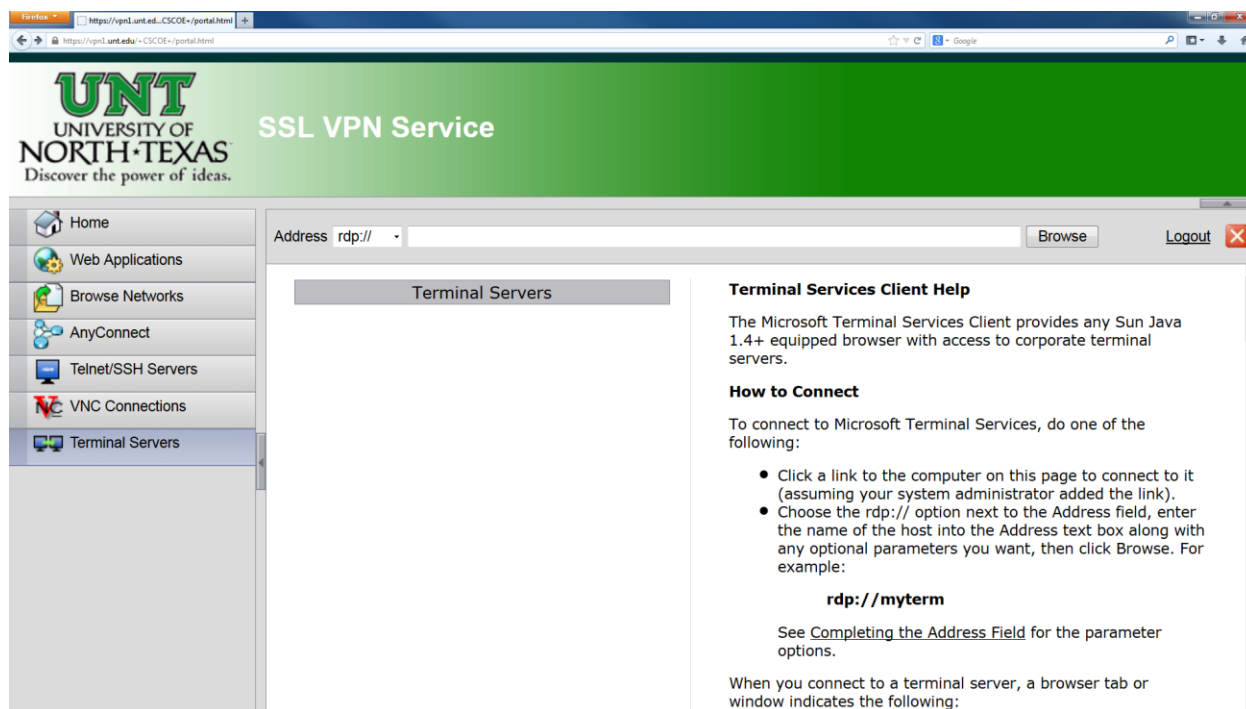 Firefox
https://vpn1.unt.ed...CSCOE+/portal.html
https://vpn1.unt.edu/+CSCOE+/portal.html
Google
UNT
UNIVERSITY OF
NORTH·TEXAS
Discover the power of ideas.
SSL VPN Service
Home
Web Applications
Browse Networks
AnyConnect
Telnet/SSH Servers
VNC Connections
Terminal Servers
Address rdp:// Browse Logout
Terminal Servers
Terminal Services Client Help
The Microsoft Terminal Services Client provides any Sun Java
1.4+ equipped browser with access to corporate terminal
servers.
How to Connect
To connect to Microsoft Terminal Services, do one of the
following:
● Click a link to the computer on this page to connect to it
(assuming your system administrator added the link).
● Choose the rdp:// option next to the Address field, enter
the name of the host into the Address text box along with
any optional parameters you want, then click Browse. For
example:
rdp://myterm
See Completing the Address Field for the parameter
options.
When you connect to a terminal server, a browser tab or
window indicates the following: